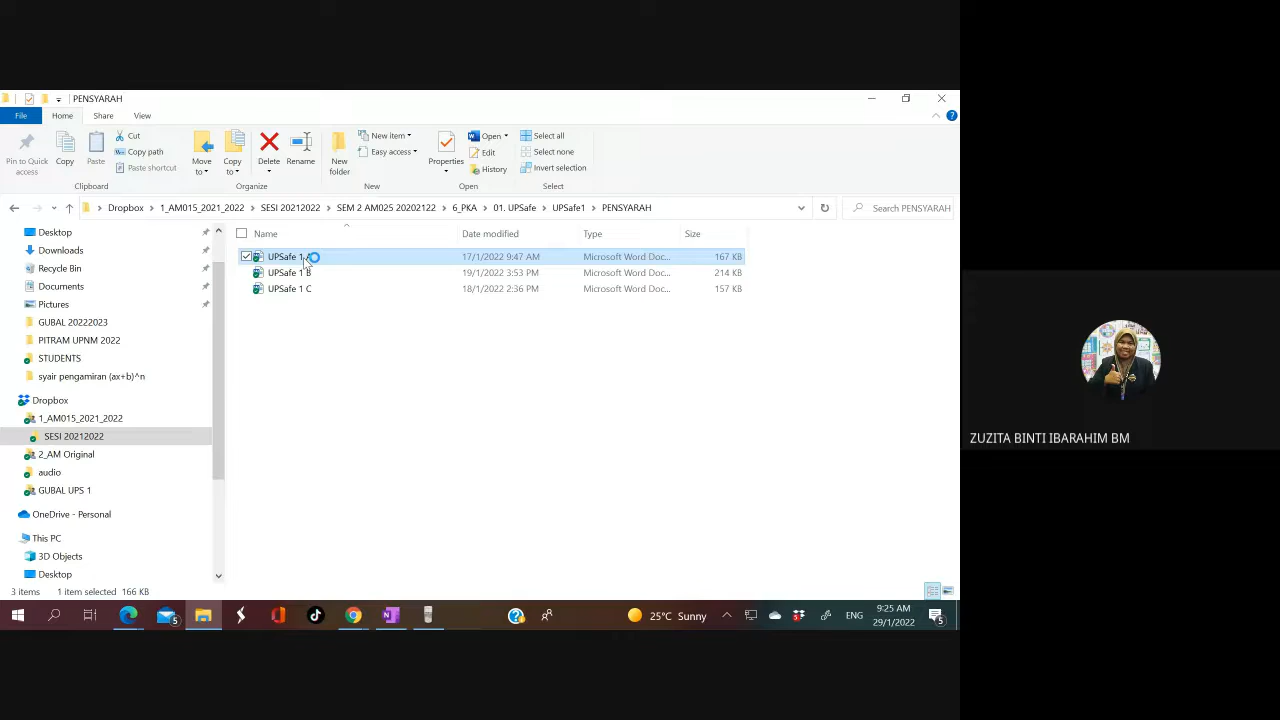 PENSYARAH
File Home Share View
Pin to Quick access
Copy
Paste
Cut
Copy path
Paste shortcut
Move to
Copy to
Delete
Rename
New folder
New item
Easy access
Properties
Open
Edit
History
Select all
Select none
Invert selection
Clipboard Organize New Open Select
Dropbox > 1_AM015_2021_2022 > SESI 20212022 > SEM 2 AM025 20202122 > 6_PKA > 01. UPSafe > UPSafe1 > PENSYARAH
Search PENSYARAH
Name Date modified Type Size
UPSafe 1 17/1/2022 9:47 AM Microsoft Word Doc... 167 KB
UPSafe 1 B 19/1/2022 3:53 PM Microsoft Word Doc... 214 KB
UPSafe 1 C 18/1/2022 2:36 PM Microsoft Word Doc... 157 KB
Desktop
Downloads
Recycle Bin
Documents
Pictures
GUBAL 20222023
PITRAM UPNM 2022
STUDENTS
syair pengamiran (ax+b)^n
Dropbox
1_AM015_2021_2022
SESI 20212022
2_AM Original
audio
GUBAL UPS 1
OneDrive - Personal
This PC
3D Objects
Desktop
3 items 1 item selected 166 KB
ZUZITA BINTI IBARAHIM BM
5
25°C Sunny
ENG
9:25 AM
29/1/2022
5